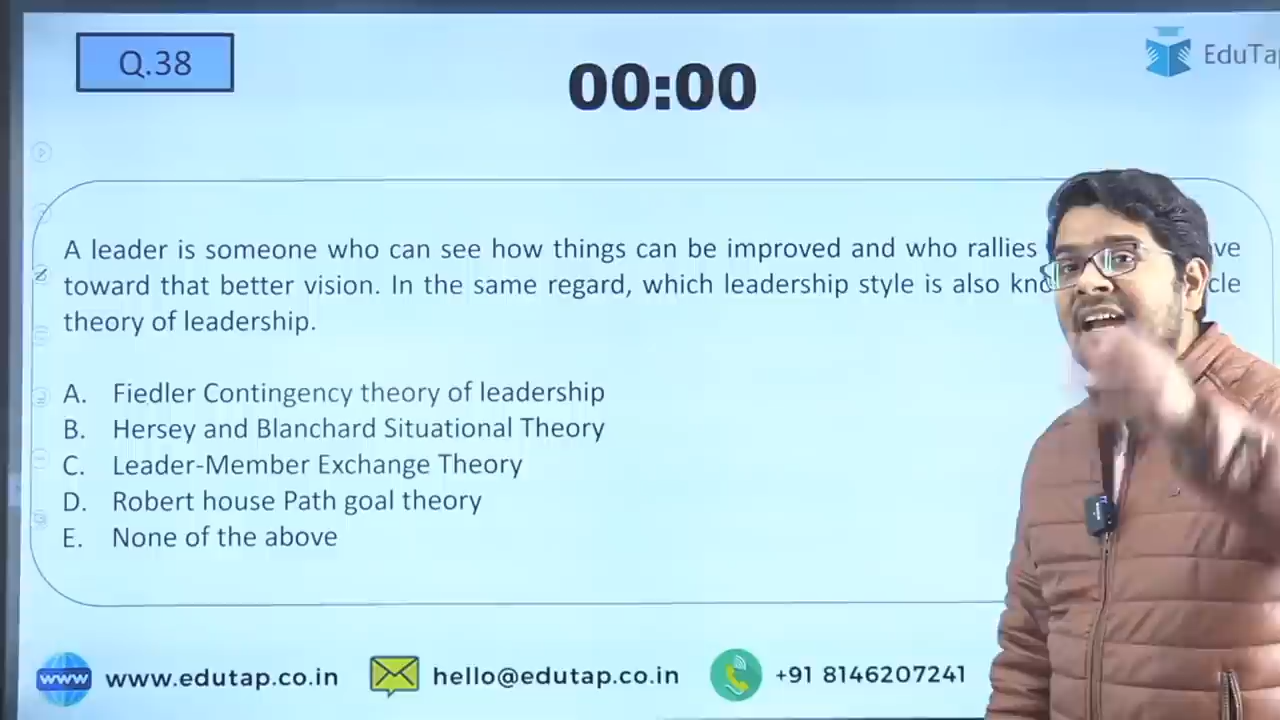 Q.38
00:00
EduTa
A leader is someone who can see how things can be improved and who rallies
toward that better vision. In the same regard, which leadership style is also
theory of leadership.
A. Fiedler Contingency theory of leadership
B. Hersey and Blanchard Situational Theory
C. Leader-Member Exchange Theory
D. Robert house Path goal theory
E. None of the above
www
www.edutap.co.in
hello@edutap.co.in
+91 8146207241